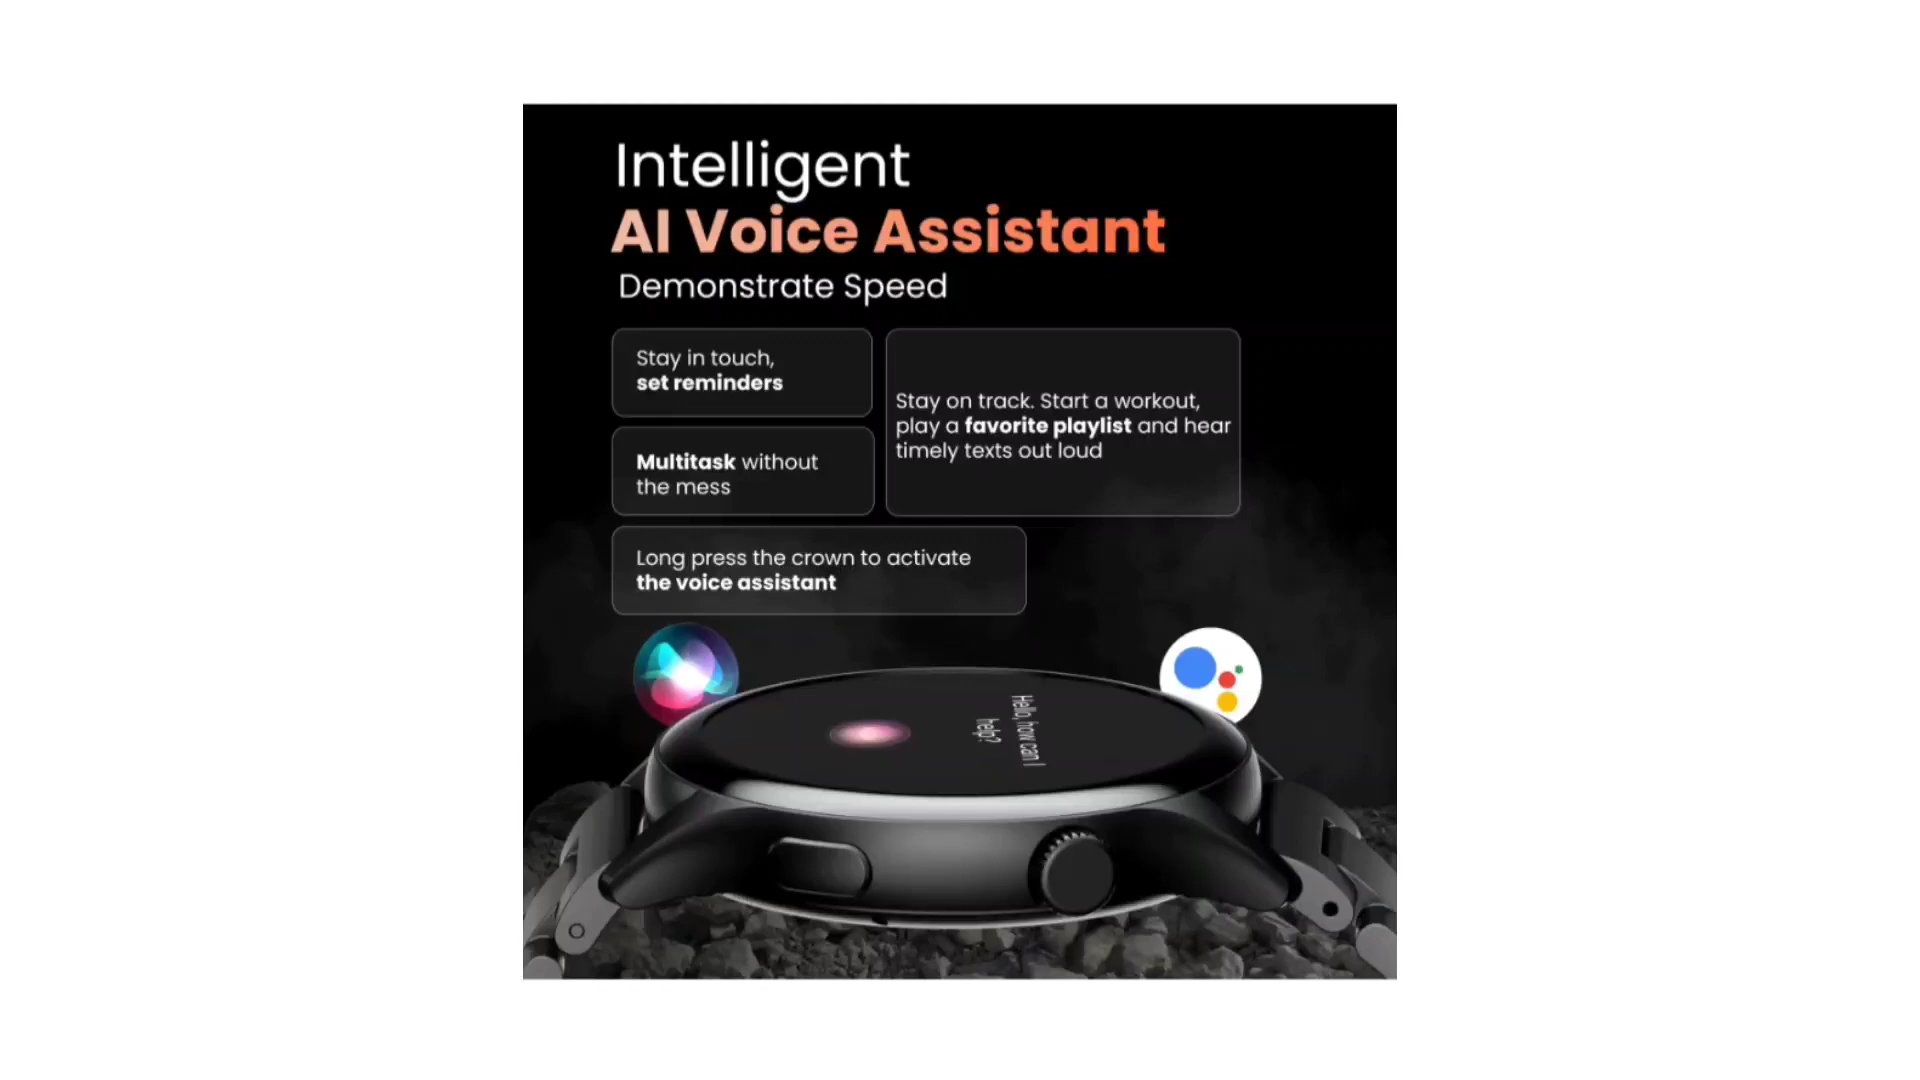 Intelligent
AI Voice Assistant
Demonstrate Speed
Stay in touch,
set reminders
Multitask without
the mess
Stay on track. Start a workout,
play a favorite playlist and hear
timely texts out loud
Long press the crown to activate
the voice assistant
Hello, how can I
help?